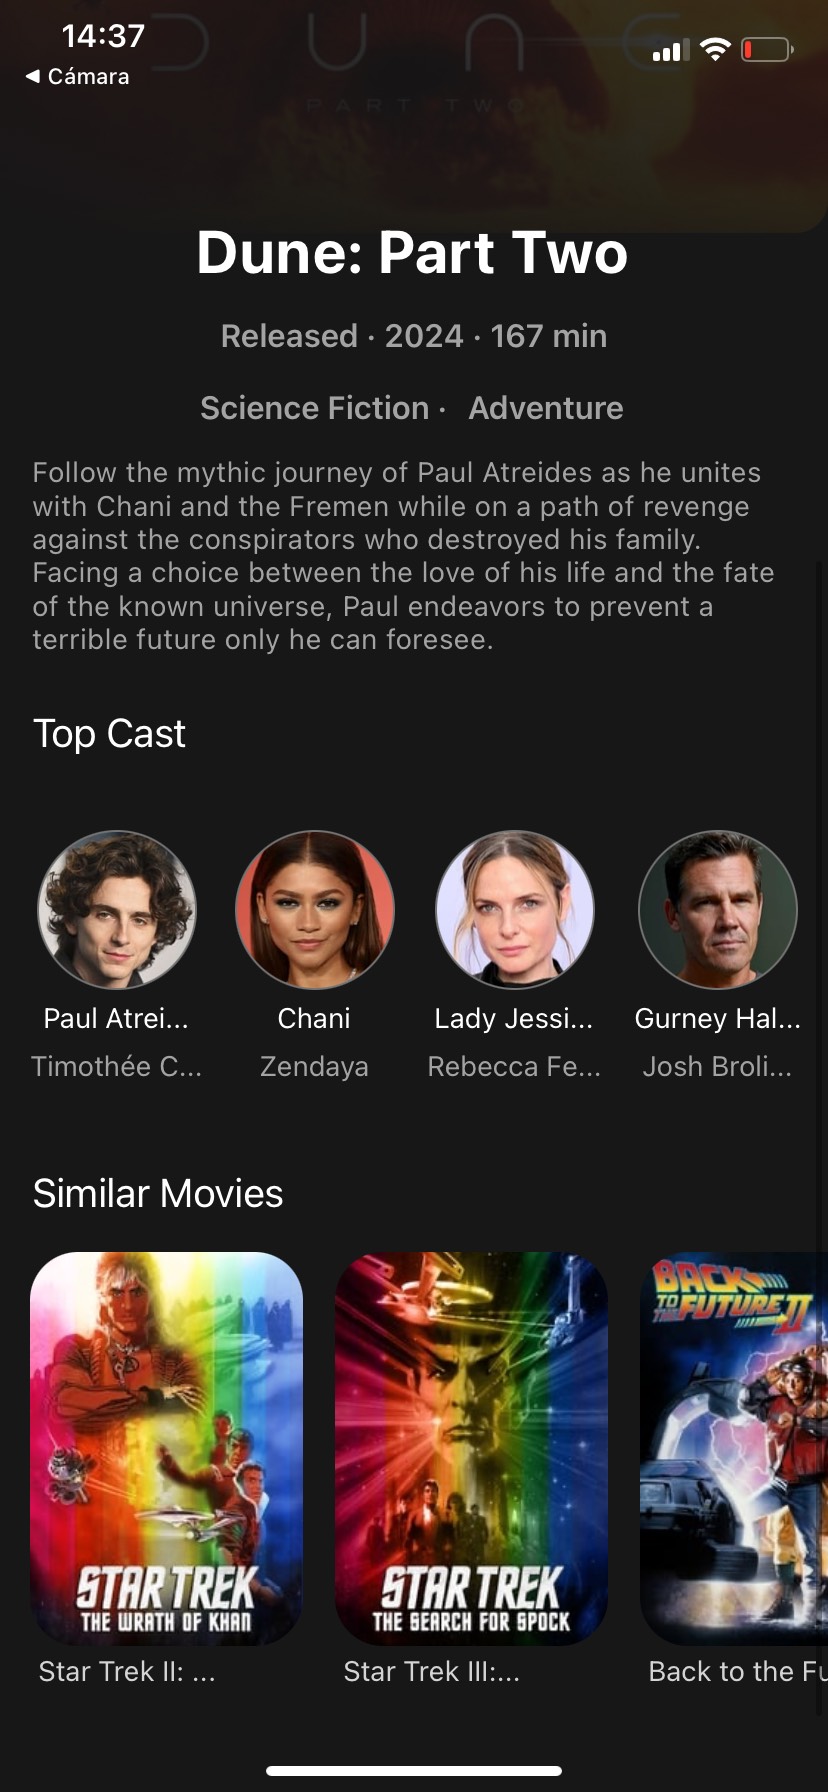 14:37
◀ Cámara
DUNE
PART TWO
Dune: Part Two
Released · 2024 · 167 min
Science Fiction · Adventure
Follow the mythic journey of Paul Atreides as he unites
with Chani and the Fremen while on a path of revenge
against the conspirators who destroyed his family.
Facing a choice between the love of his life and the fate
of the known universe, Paul endeavors to prevent a
terrible future only he can foresee.
Top Cast
Paul Atrei...
Chani
Lady Jessi...
Gurney Hal...
Timothée C...
Zendaya
Rebecca Fe...
Josh Broli...
Similar Movies
STAR TREK
THE WRATH OF KHAN
STAR TREK
THE SEARCH FOR SPOCK
BACK
TO THE FUTURE II
Star Trek II: ...
Star Trek III:...
Back to the Fu